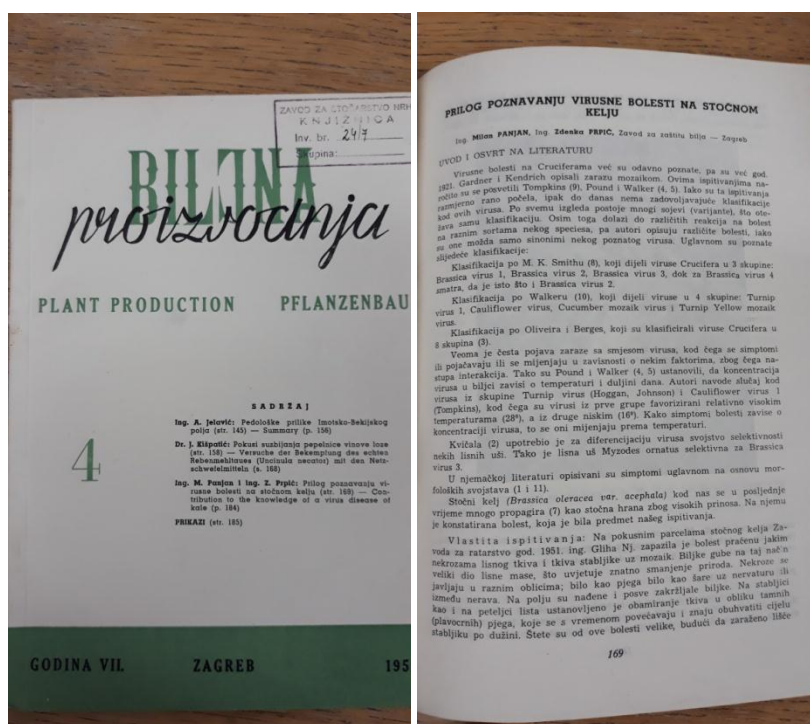 ZAVOD ZA STOČARSTVO NRH
KNJIŽNICA
Inv. br. 24/7
Skupina:
BILJNA
proizvodnja
PLANT PRODUCTION PFLANZENBAU
SADRŽAJ
Ing. A. Jelavić: Pedološke prilike Imotsko-Bekijskog
polja (str. 145) — Summary (p. 156)
Dr. J. Kišpatić: Pokusi suzbijanja pepelnice vinove loze
(str. 158) — Versuche der Bekempfung des echten
Rebenmehltaues (Uncinula necator) mit den Netz-
schwefelmitteln (s. 168)
Ing. M. Panjan i Ing. Z. Prpić: Prilog poznavanju vi-
rusne bolesti na stočnom kelju (str. 169) — Con-
tribution to the knowledge of a virus disease of
kale (p. 184)
PRIKAZI (str. 185)
4
GODINA VII. ZAGREB 195
PRILOG POZNAVANJU VIRUSNE BOLESTI NA STOČNOM
KELJU
Ing. Milan PANJAN, Ing. Zdenka PRPIĆ, Zavod za zaštitu bilja — Zagreb
UVOD I OSVRT NA LITERATURU
Virusne bolesti na Cruciferama već su odavno poznate, pa su već god.
1921. Gardner i Kendrich opisali zarazu mozaikom. Ovima ispitivanjima na-
ročito su se posvetili Tompkins (9), Pound i Walker (4, 5). Iako su ta ispitivanja
razmjerno rano počela, ipak do danas nema zadovoljavajuće klasifikacije
kod ovih virusa. Po svemu izgleda postoje mnogi sojevi (varijante), što ote-
žava samu klasifikaciju. Osim toga dolazi do različitih reakcija na bolest
na raznim sortama nekog speciesa, pa autori opisuju različite bolesti, iako
su one možda samo sinonimi nekog poznatog virusa. Uglavnom su poznate
slijedeće klasifikacije:
Klasifikacija po M. K. Smithu (8), koji dijeli viruse Crucifera u 3 skupine:
Brassica virus 1, Brassica virus 2, Brassica virus 3, dok za Brassica virus 4
smatra, da je isto što i Brassica virus 2.
Klasifikacija po Walkeru (10), koji dijeli viruse u 4 skupine: Turnip
virus 1, Cauliflower virus, Cucumber mozaik virus i Turnip Yellow mozaik
virus.
Klasifikacija po Oliveira i Berges, koji su klasificirali viruse Crucifera u
8 skupina (3).
Veoma je česta pojava zaraze sa smjesom virusa, kod čega se simptomi
ili pojačavaju ili se mijenjaju u zavisnosti o nekim faktorima, zbog čega na-
stupa interakcija. Tako su Pound i Walker (4, 5) ustanovili, da koncentracija
virusa u biljci zavisi o temperaturi i duljini dana. Autori navode slučaj kod
virusa iz skupine Turnip virus (Hoggan, Johnson) i Cauliflower virus 1
(Tompkins), kod čega su virusi iz prve grupe favorizirani relativno visokim
temperaturama (28°), a iz druge niskim (16°). Kako simptomi bolesti zavise o
koncentraciji virusa, to se oni mijenjaju prema temperaturi.
Kvičala (2) upotrebio je za diferencijaciju virusa svojstvo selektivnosti
nekih lisnih uši. Tako je lisna uš Myzodes ornatus selektivna za Brassica
virus 3.
U njemačkoj literaturi opisivani su simptomi uglavnom na osnovu mor-
foloških svojstava (1 i 11).
Stočni kelj (Brassica oleracea var. acephala) kod nas se u posljednje
vrijeme mnogo propagira (7) kao stočna hrana zbog visokih prinosa. Na njemu
je konstatirana bolest, koja je bila predmet našeg ispitivanja.
Vlastita ispitivanja: Na pokusnim parcelama stočnog kelja Za-
voda za ratarstvo god. 1951. ing. Gliha Nj. zapazila je bolest praćenu jakim
nekrozama lisnog tkiva i tkiva stabljike uz mozaik. Biljke gube na taj način
veliki dio lisne mase, što uvjetuje znatno smanjenje priroda. Nekroze se
javljaju u raznim oblicima; bilo kao pjega bilo kao šare uz nervaturu ili
između nerava. Na polju su nađene i posve zakržljale biljke. Na stabljici
kao i na peteljci lista ustanovljeno je obamiranje tkiva u obliku tamnih
(plavocrnih) pjega, koje se s vremenom povećavaju i znaju obuhvatiti cijelu
stabljiku po dužini. Štete su od ove bolesti velike, budući da zaraženo lišće
169